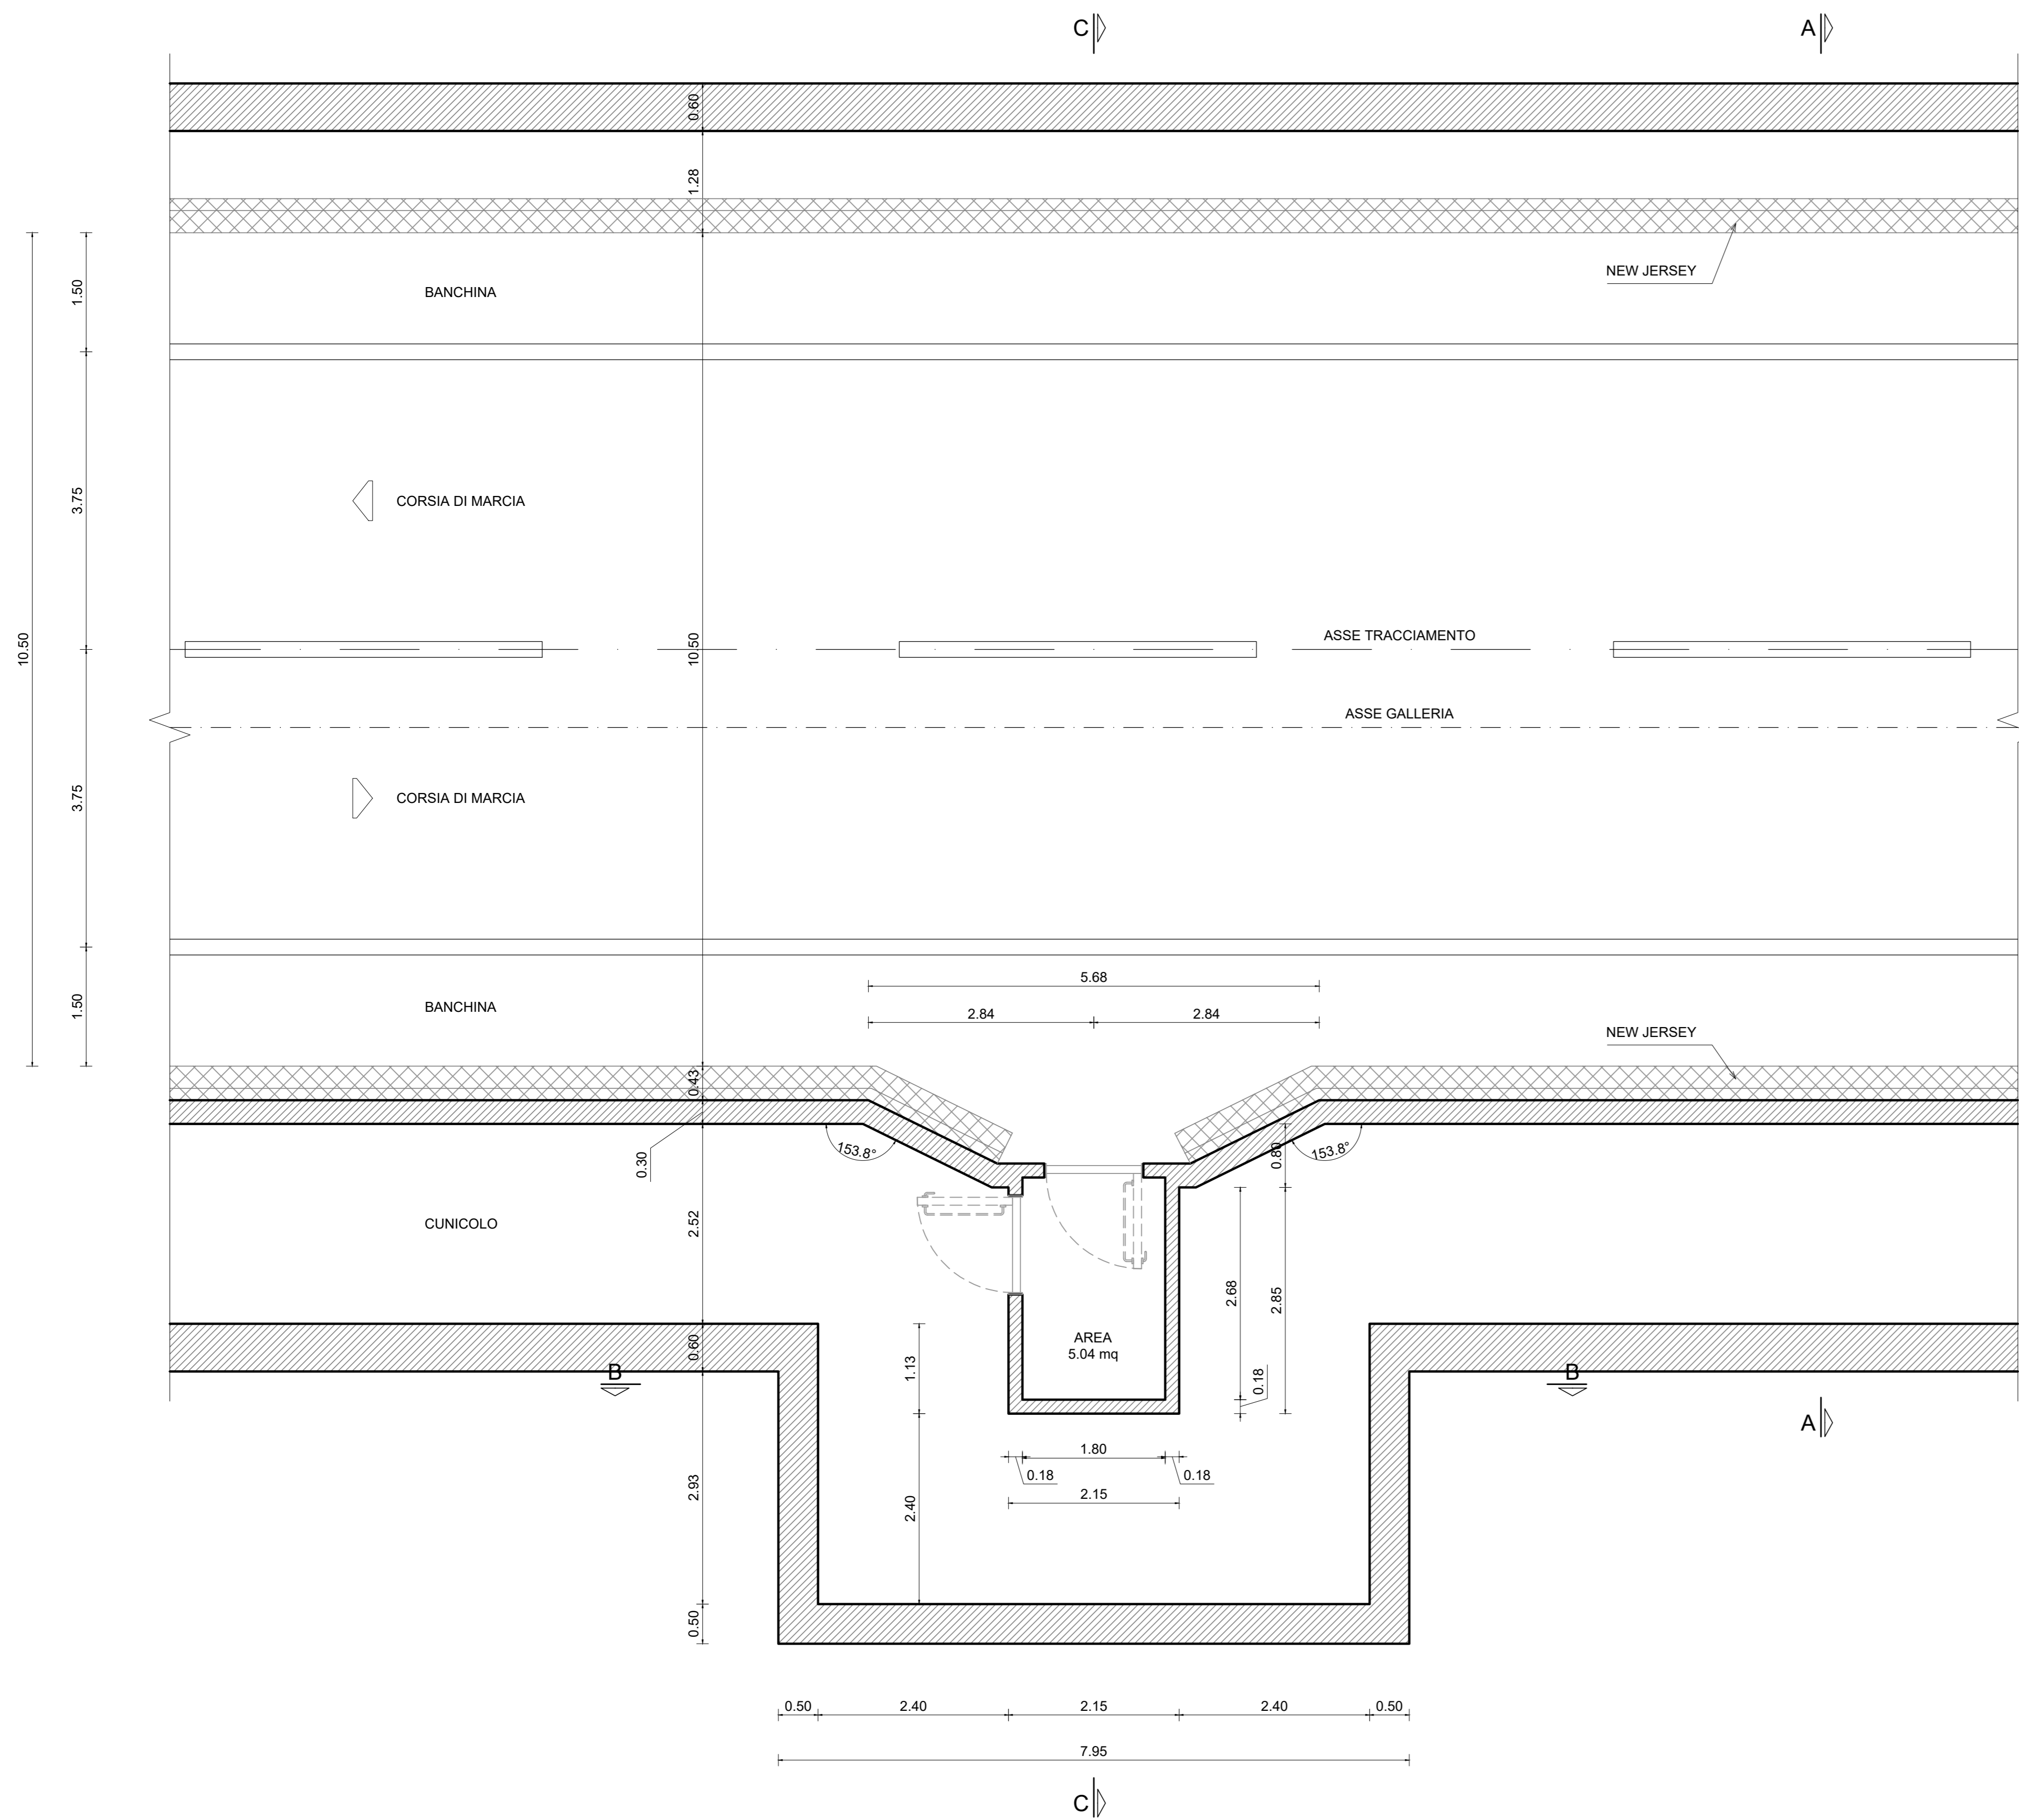 C
A
0.60
1.28
NEW JERSEY
1.50
BANCHINA
3.75
CORSIA DI MARCIA
10.50
10.50
ASSE TRACCIAMENTO
ASSE GALLERIA
3.75
CORSIA DI MARCIA
5.68
1.50
BANCHINA
2.84
2.84
NEW JERSEY
0.43
153.8°
153.8°
0.30
0.80
CUNICOLO
2.52
2.68
2.85
AREA
5.04 mq
0.60
1.13
0.18
B
B
A
1.80
0.18
0.18
2.93
2.40
2.15
0.50
0.50
2.40
2.15
2.40
0.50
7.95
C